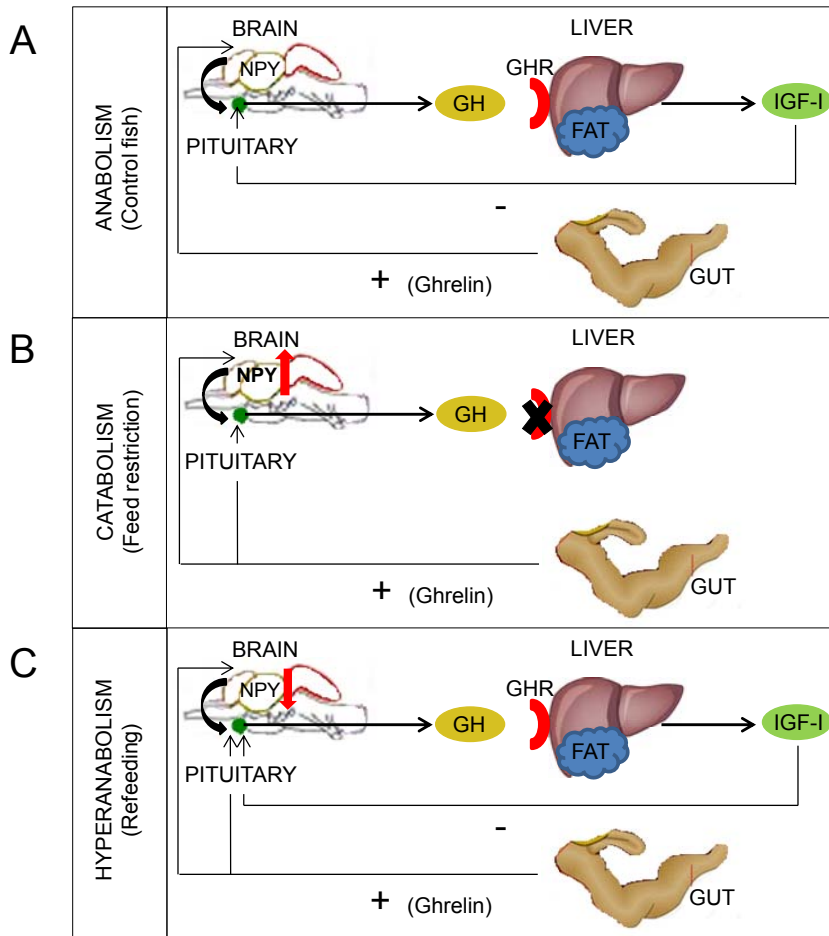 A
ANABOLISM
(Control fish)
BRAIN
LIVER
NPY
GHR
GH
FAT
IGF-I
PITUITARY
-
GUT
+ (Ghrelin)
B
CATABOLISM
(Feed restriction)
BRAIN
LIVER
NPY
GH
FAT
PITUITARY
GUT
+ (Ghrelin)
C
HYPERANABOLISM
(Refeeding)
BRAIN
LIVER
NPY
GHR
GH
FAT
IGF-I
PITUITARY
-
GUT
+ (Ghrelin)